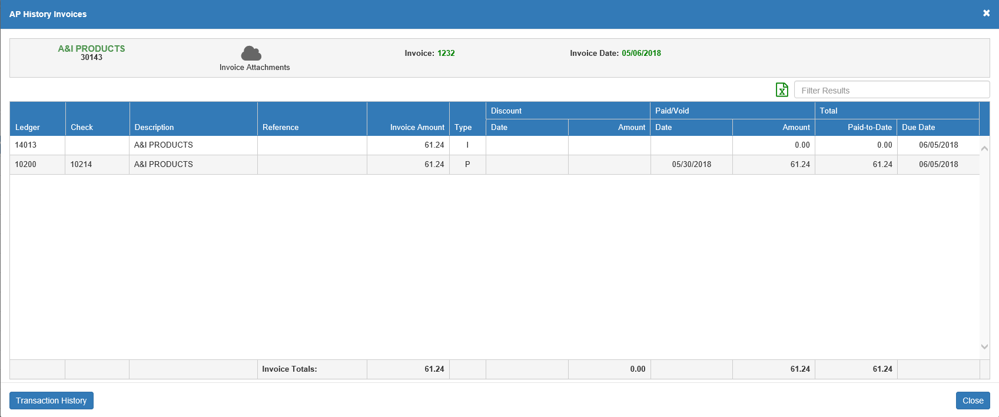 AP History Invoices
A&I PRODUCTS
30143
Invoice Attachments
Invoice: 1232
Invoice Date: 05/06/2018
Filter Results
Discount Paid/Void Total
Ledger Check Description Reference Invoice Amount Type Date Amount Date Amount Paid-to-Date Due Date
14013 A&I PRODUCTS 61.24 I 0.00 0.00 06/05/2018
10200 10214 A&I PRODUCTS 61.24 P 05/30/2018 61.24 61.24 06/05/2018
Invoice Totals: 61.24 0.00 61.24 61.24
Transaction History Close